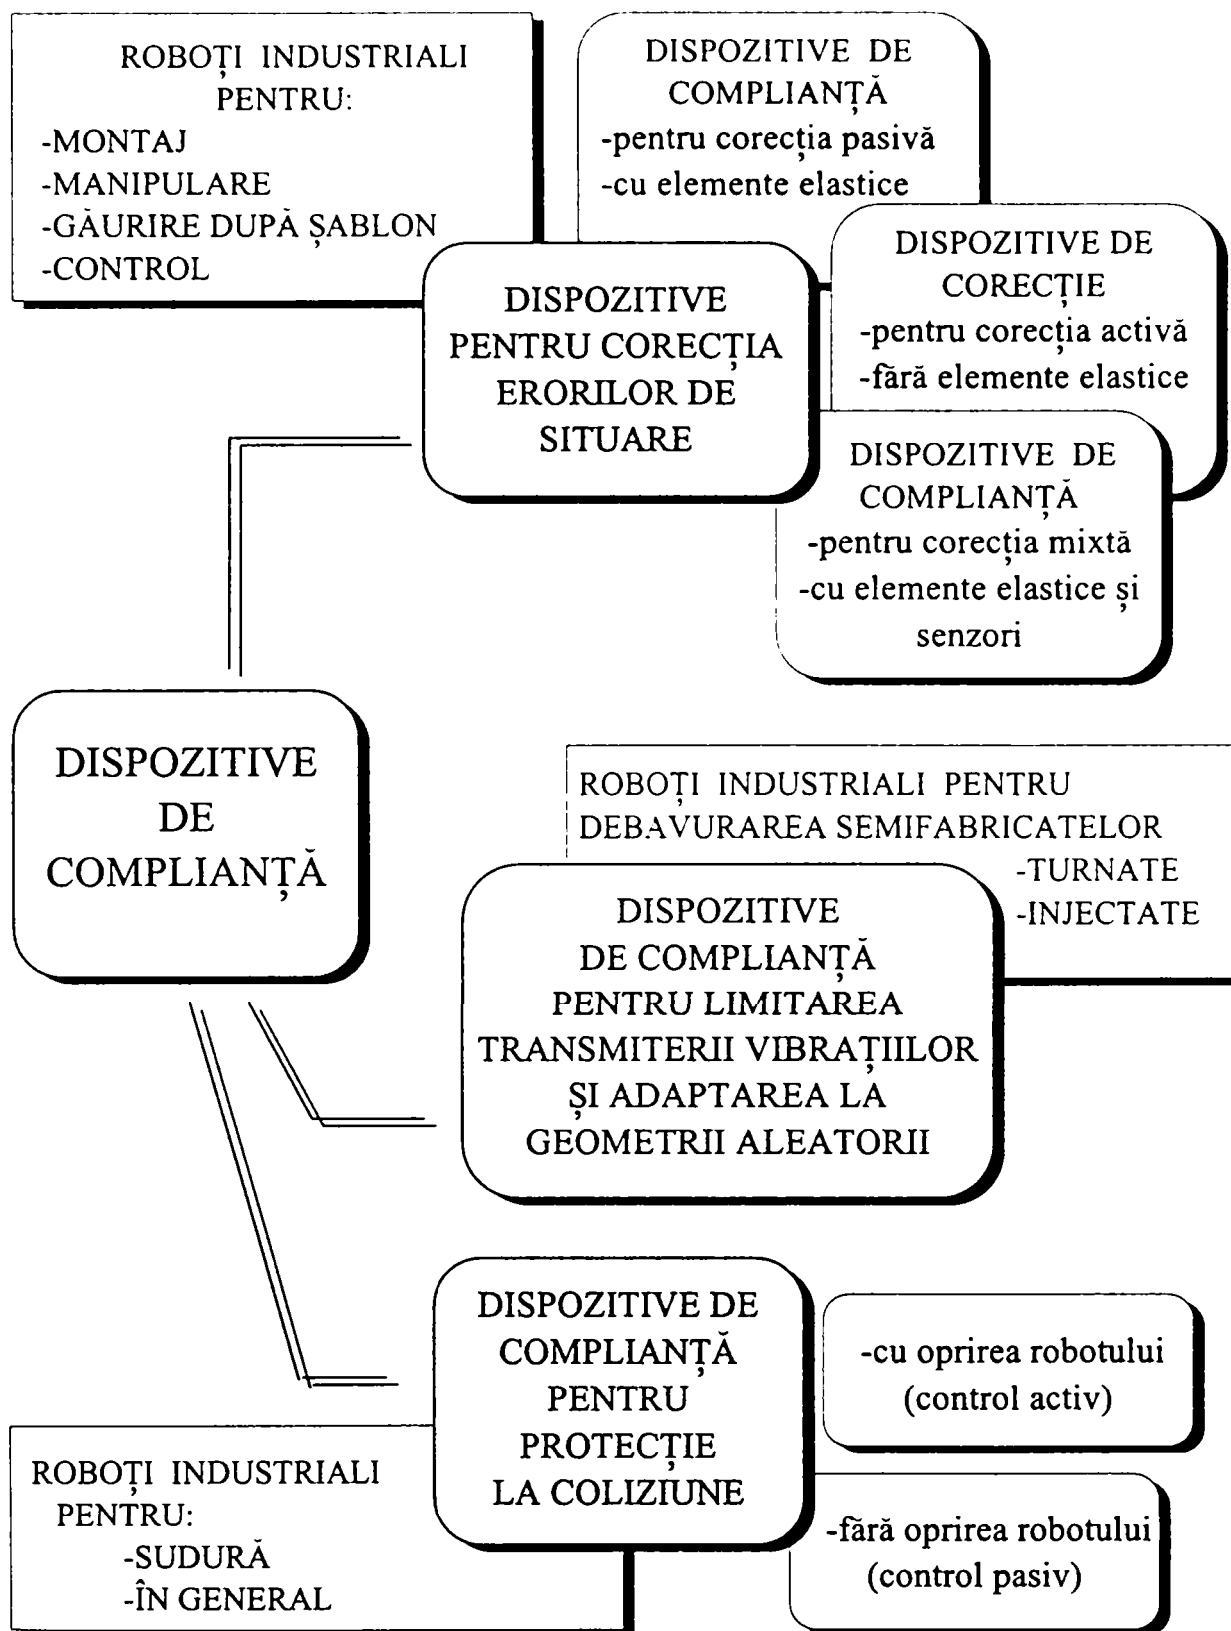 ROBOȚI INDUSTRIALI
PENTRU:
-MONTAJ
-MANIPULARE
-GĂURIRE DUPĂ ȘABLON
-CONTROL
DISPOZITIVE DE
COMPLIANȚĂ
-pentru corecția pasivă
-cu elemente elastice
DISPOZITIVE
PENTRU CORECȚIA
ERORILOR DE
SITUARE
DISPOZITIVE DE
CORECȚIE
-pentru corecția activă
-fără elemente elastice
DISPOZITIVE DE
COMPLIANȚĂ
-pentru corecția mixtă
-cu elemente elastice și
senzori
DISPOZITIVE
DE
COMPLIANȚĂ
ROBOȚI INDUSTRIALI PENTRU
DEBAVURAREA SEMIFABRICATELOR
-TURNATE
-INJECTATE
DISPOZITIVE
DE COMPLIANȚĂ
PENTRU LIMITAREA
TRANSMITERII VIBRAȚIILOR
ȘI ADAPTAREA LA
GEOMETRII ALEATORII
DISPOZITIVE DE
COMPLIANȚĂ
PENTRU
PROTECȚIE
LA COLIZIUNE
-cu oprirea robotului
(control activ)
-fără oprirea robotului
(control pasiv)
ROBOȚI INDUSTRIALI
PENTRU:
-SUDURĂ
-ÎN GENERAL